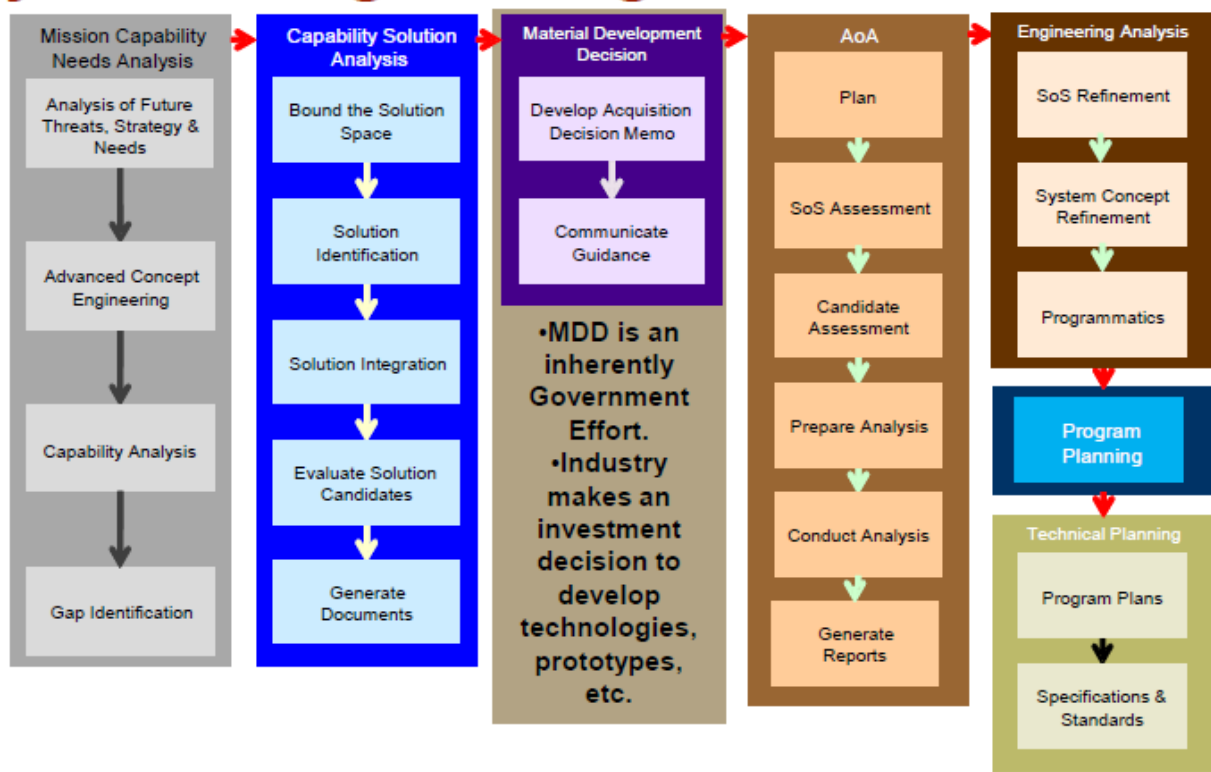 Mission Capability
Needs Analysis
Analysis of Future
Threats, Strategy &
Needs
Advanced Concept
Engineering
Capability Analysis
Gap Identification
Capability Solution
Analysis
Bound the Solution
Space
Solution
Identification
Solution Integration
Evaluate Solution
Candidates
Generate
Documents
Material Development
Decision
Develop Acquisition
Decision Memo
Communicate
Guidance
•MDD is an
inherently
Government
Effort.
•Industry
makes an
investment
decision to
develop
technologies,
prototypes,
etc.
AoA
Plan
SoS Assessment
Candidate
Assessment
Prepare Analysis
Conduct Analysis
Generate
Reports
Engineering Analysis
SoS Refinement
System Concept
Refinement
Programmatics
Program
Planning
Technical Planning
Program Plans
Specifications &
Standards